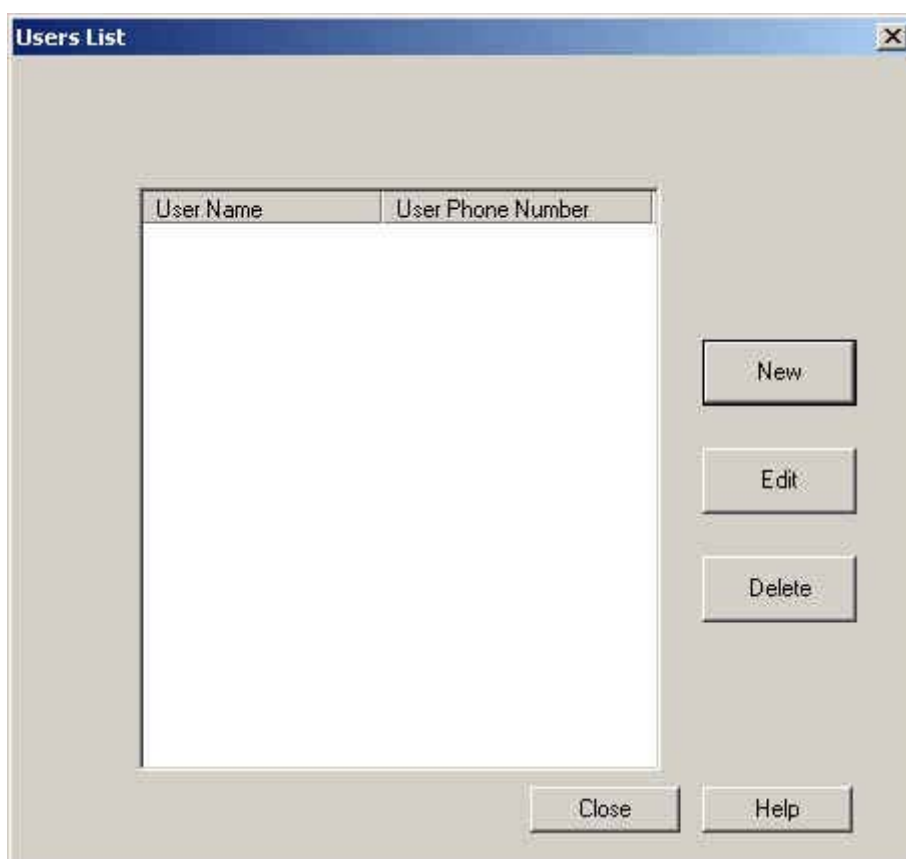 Users List
User Name User Phone Number
New
Edit
Delete
Close Help